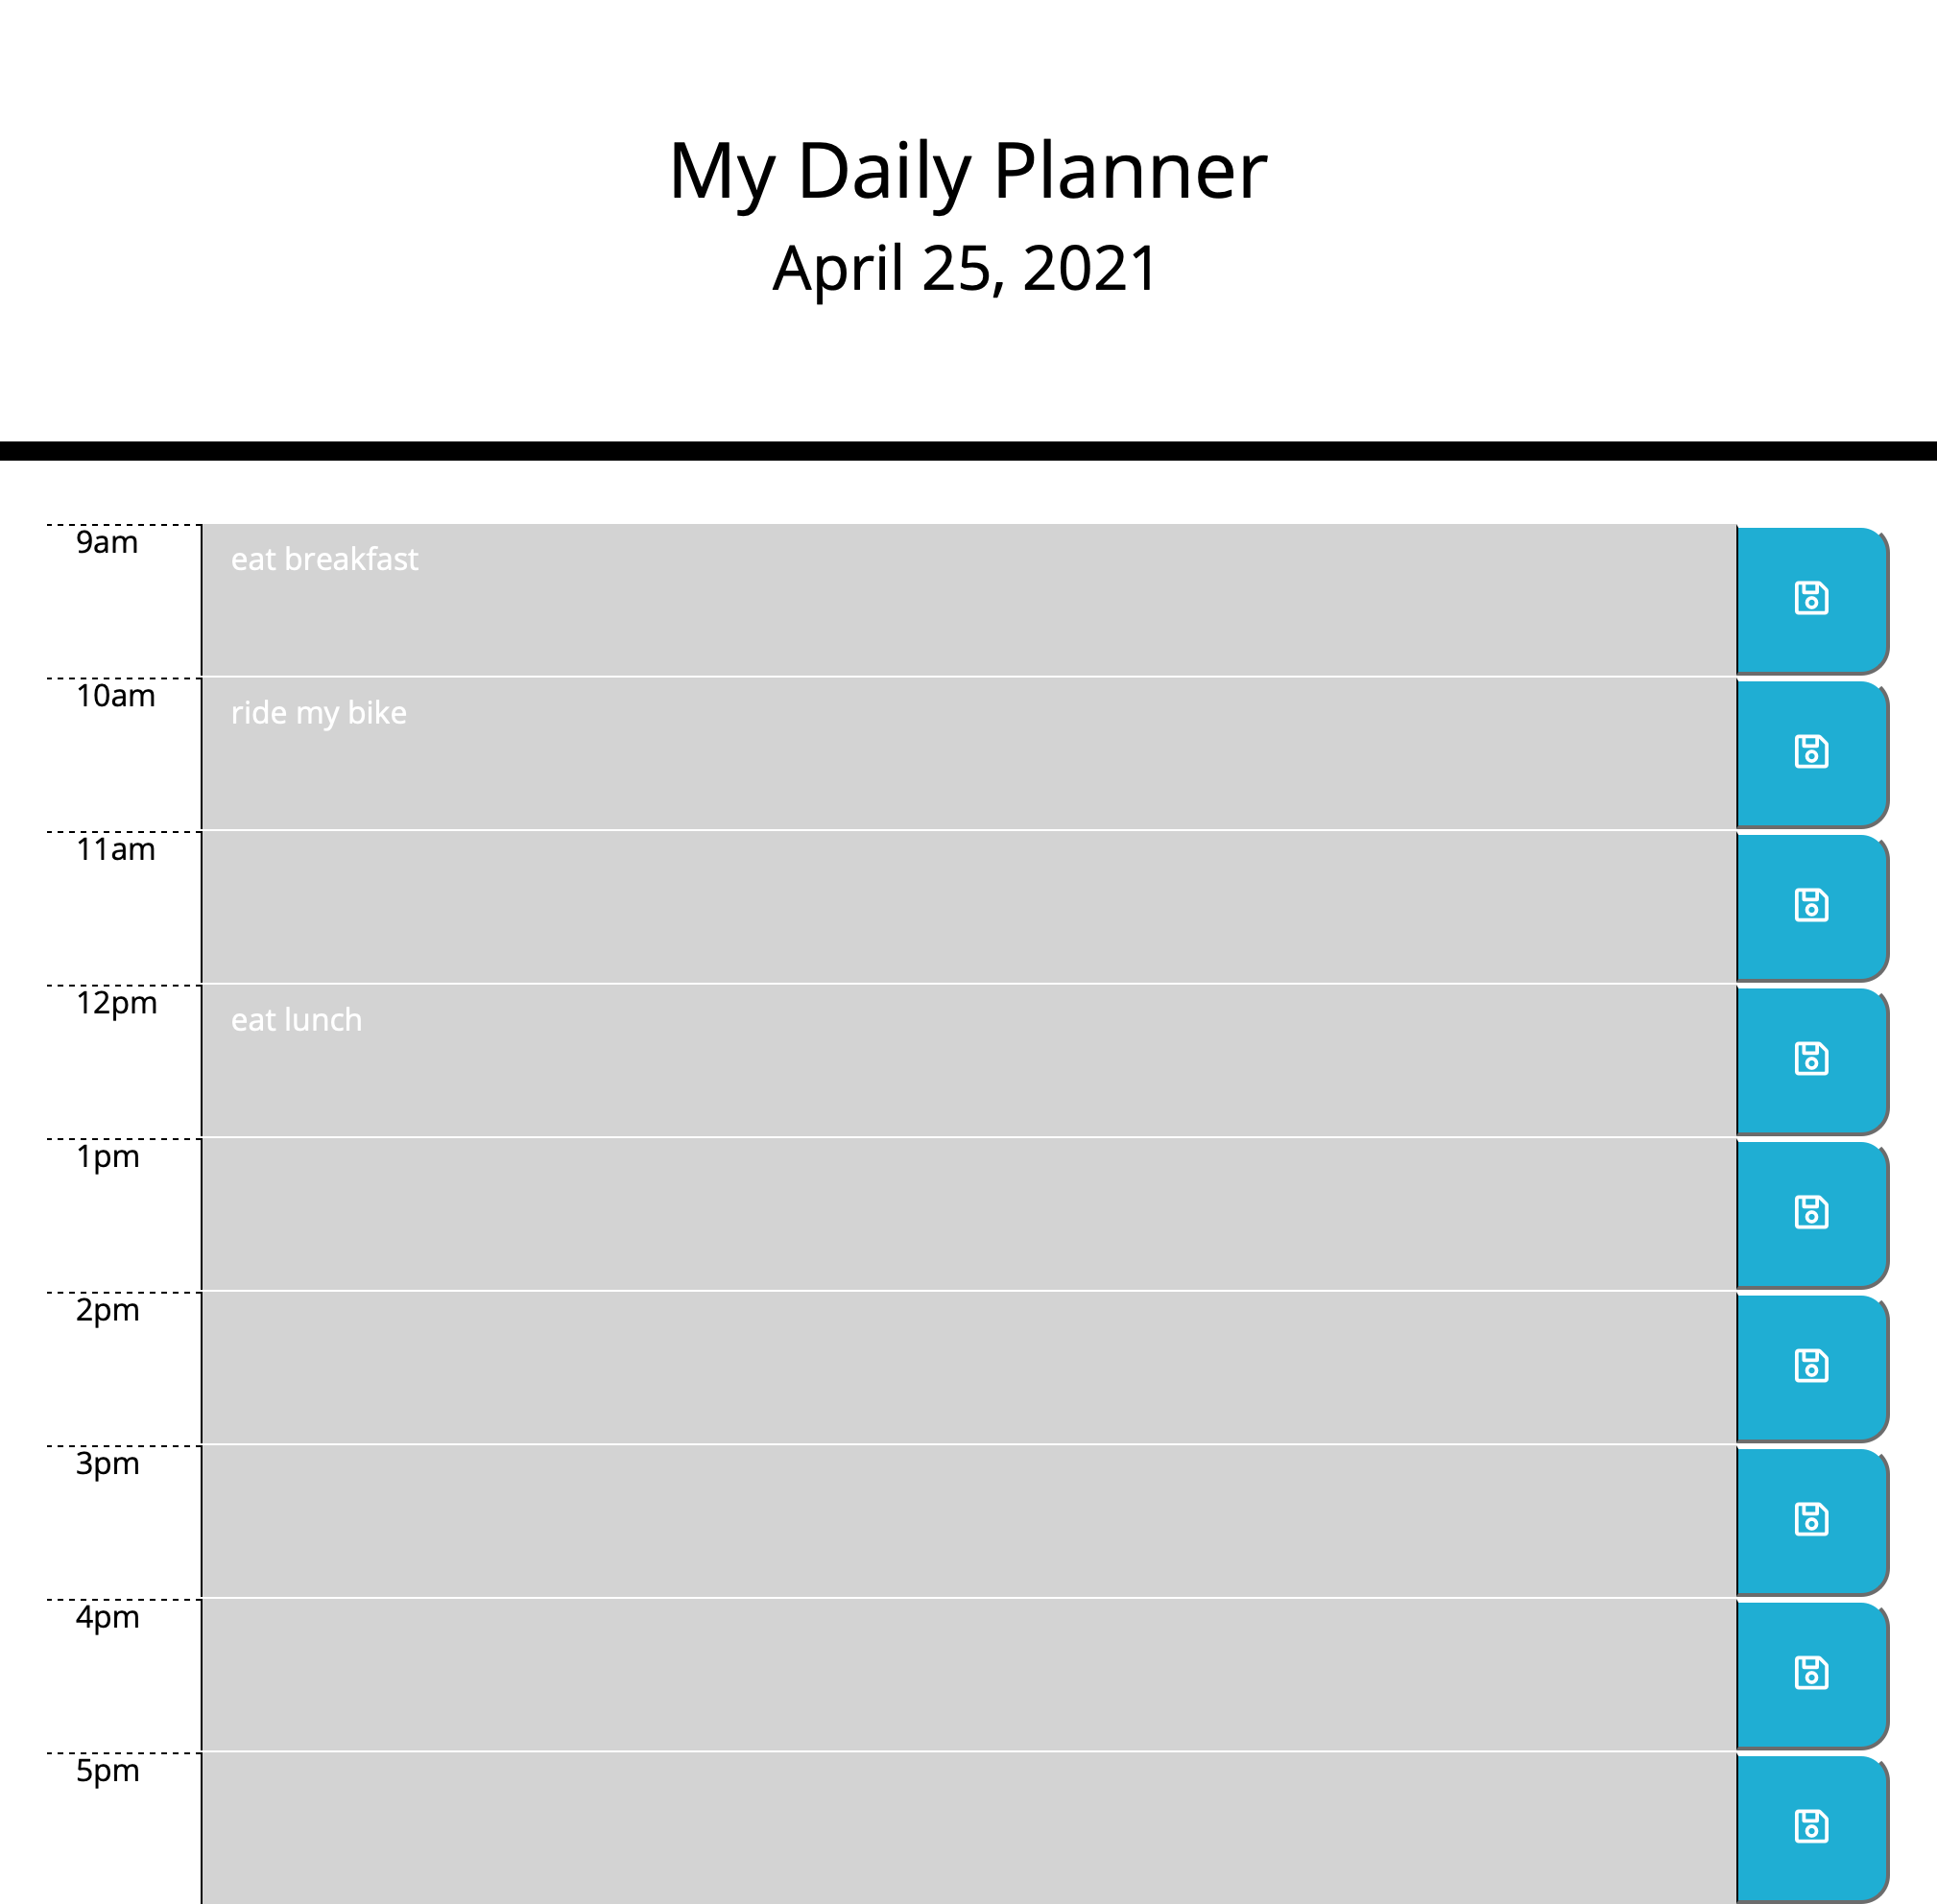 My Daily Planner
April 25, 2021
9am
eat breakfast
10am
ride my bike
11am
12pm
eat lunch
1pm
2pm
3pm
4pm
5pm